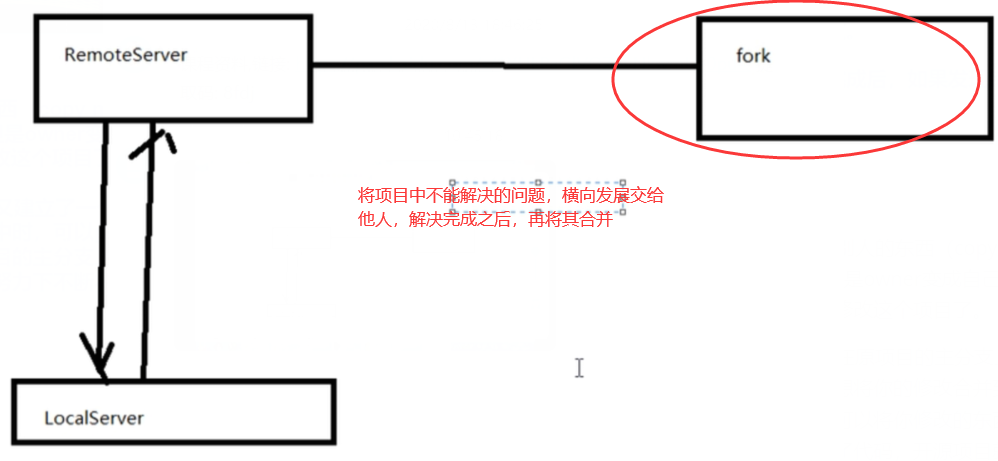 RemoteServer
fork
将项目中不能解决的问题，横向发展交给
他人，解决完成之后，再将其合并
LocalServer